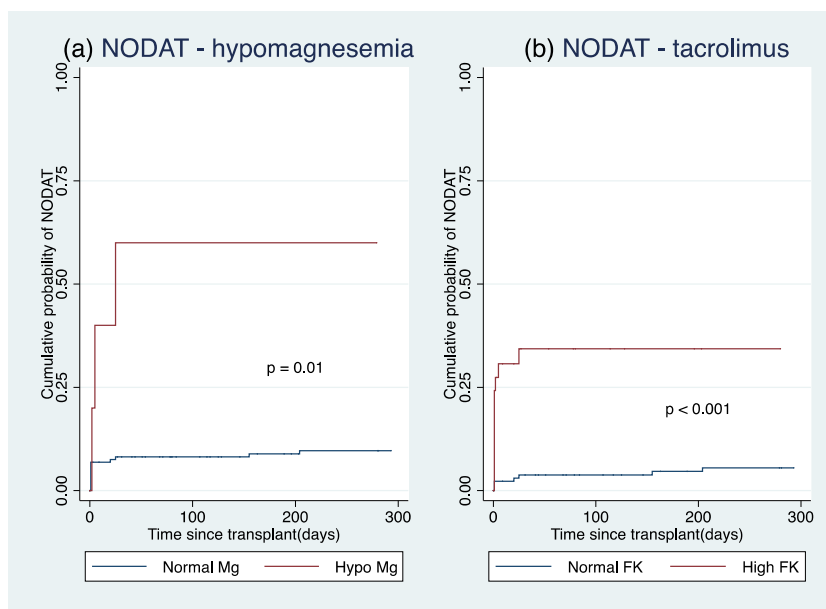 (a) NODAT - hypomagnesemia
Cumulative probability of NODAT
1.00
0.75
0.50
0.25
0.00
p = 0.01
0 100 200 300
Time since transplant(days)
Normal Mg Hypo Mg
(b) NODAT - tacrolimus
Cumulative probability of NODAT
1.00
0.75
0.50
0.25
0.00
p < 0.001
0 100 200 300
Time since transplant(days)
Normal FK High FK